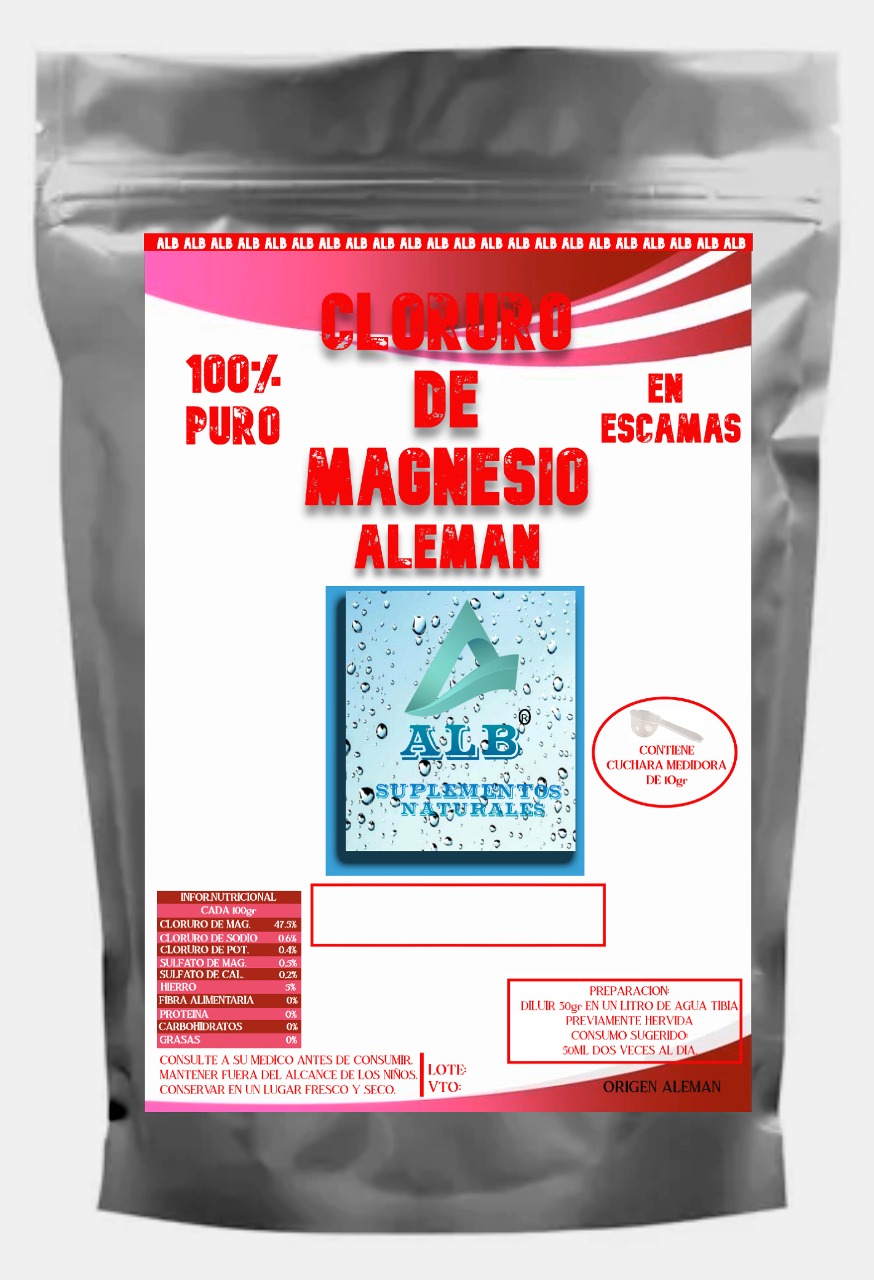 ALB ALB ALB ALB ALB ALB ALB ALB ALB ALB ALB ALB ALB ALB ALB ALB ALB ALB ALB ALB ALB ALB
CLORURO
DE
MAGNESIO
ALEMAN
100%
PURO
EN
ESCAMAS
ALB®
SUPLEMENTOS
NATURALES
CONTIENE
CUCHARA MEDIDORA
DE 10gr
INFOR.NUTRICIONAL
CADA 100gr
CLORURO DE MAG. 47.5%
CLORURO DE SODIO 0.6%
CLORURO DE POT. 0.4%
SULFATO DE MAG. 0.5%
SULFATO DE CAL. 0,2%
HIERRO 5%
FIBRA ALIMENTARIA 0%
PROTEINA 0%
CARBOHIDRATOS 0%
GRASAS 0%
PREPARACION:
DILUIR 30gr EN UN LITRO DE AGUA TIBIA
PREVIAMENTE HERVIDA
CONSUMO SUGERIDO:
50ML DOS VECES AL DIA.
CONSULTE A SU MEDICO ANTES DE CONSUMIR.
MANTENER FUERA DEL ALCANCE DE LOS NIÑOS.
CONSERVAR EN UN LUGAR FRESCO Y SECO.
LOTE:
VTO:
ORIGEN ALEMAN